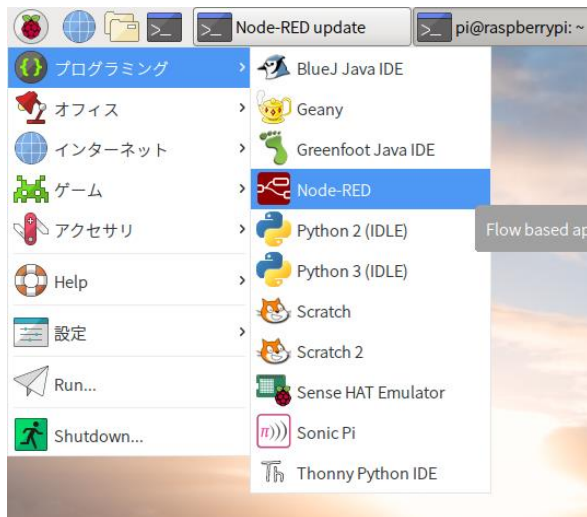 Node-RED update
pi@raspberrypi: ~
プログラミング
オフィス
インターネット
ゲーム
アクセサリ
Help
設定
Run...
Shutdown...
BlueJ Java IDE
Geany
Greenfoot Java IDE
Node-RED
Python 2 (IDLE)
Python 3 (IDLE)
Scratch
Scratch 2
Sense HAT Emulator
Sonic Pi
Thonny Python IDE
Flow based ap